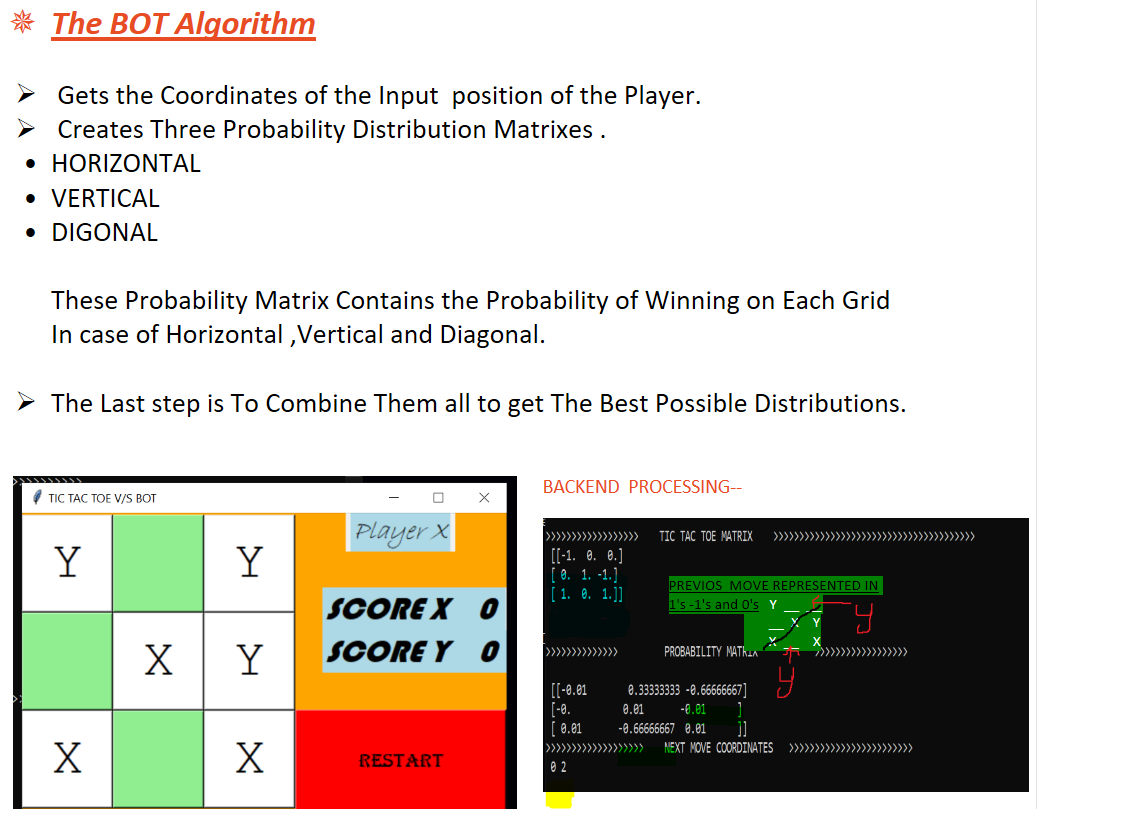 The BOT Algorithm
Gets the Coordinates of the Input position of the Player.
Creates Three Probability Distribution Matrixes .
HORIZONTAL
VERTICAL
DIGONAL
These Probability Matrix Contains the Probability of Winning on Each Grid
In case of Horizontal ,Vertical and Diagonal.
The Last step is To Combine Them all to get The Best Possible Distributions.
TIC TAC TOE V/S BOT
Player X
Y Y
SCORE X 0
SCORE Y 0
X Y
X X
RESTART
BACKEND PROCESSING--
>>>>>>>>>>>>>>>>> TIC TAC TOE MATRIX >>>>>>>>>>>>>>>>>>>>>>>>>>>>>>>>>>>>>
[[-1. 0. 0.]
[ 0. 1. -1.]
[ 1. 0. 1.]]
PREVIOS MOVE REPRESENTED IN
1's -1's and 0's
Y __ __
__ X Y
X __ X
y
y
>>>>>>>>>>>>>> PROBABILITY MATRIX >>>>>>>>>>>>>>>>>
[[-0.01 0.33333333 -0.66666667]
[-0. 0.01 -0.01 ]
[ 0.01 -0.66666667 0.01 ]]
>>>>>>>>>>>>>>>>>>> NEXT MOVE COORDINATES >>>>>>>>>>>>>>>>>>>>>>>
0 2